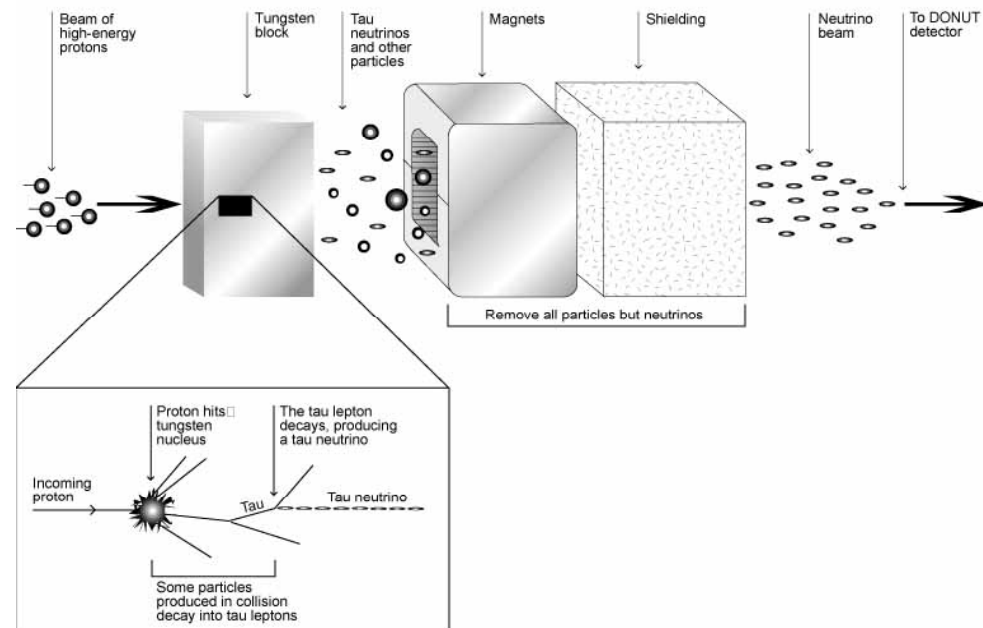 Beam of
high-energy
protons
Tungsten
block
Tau
neutrinos
and other
particles
Magnets
Shielding
Neutrino
beam
To DONUT
detector
Remove all particles but neutrinos
Proton hits□
tungsten
nucleus
The tau lepton
decays, producing
a tau neutrino
Incoming
proton
Tau
Tau neutrino
Some particles
produced in collision
decay into tau leptons